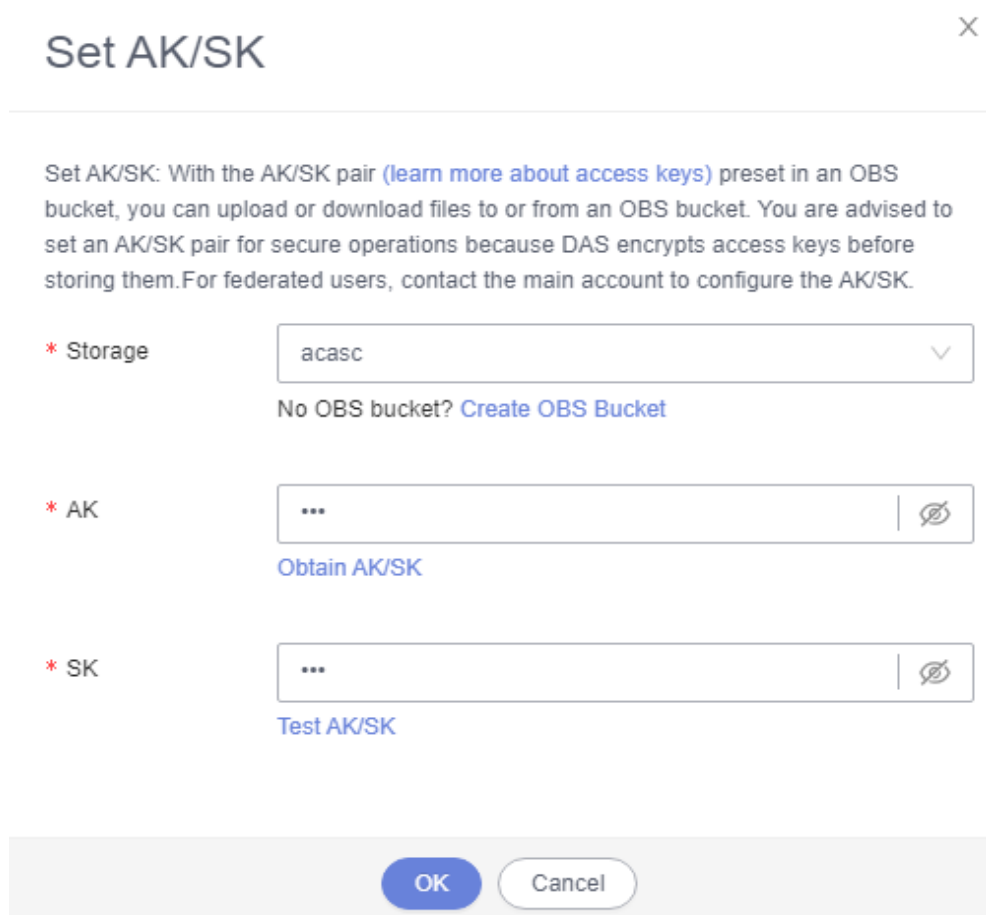 Set AK/SK
Set AK/SK: With the AK/SK pair (learn more about access keys) preset in an OBS
bucket, you can upload or download files to or from an OBS bucket. You are advised to
set an AK/SK pair for secure operations because DAS encrypts access keys before
storing them.For federated users, contact the main account to configure the AK/SK.
* Storage
acasc
No OBS bucket? Create OBS Bucket
* AK
•••
Obtain AK/SK
* SK
•••
Test AK/SK
OK
Cancel